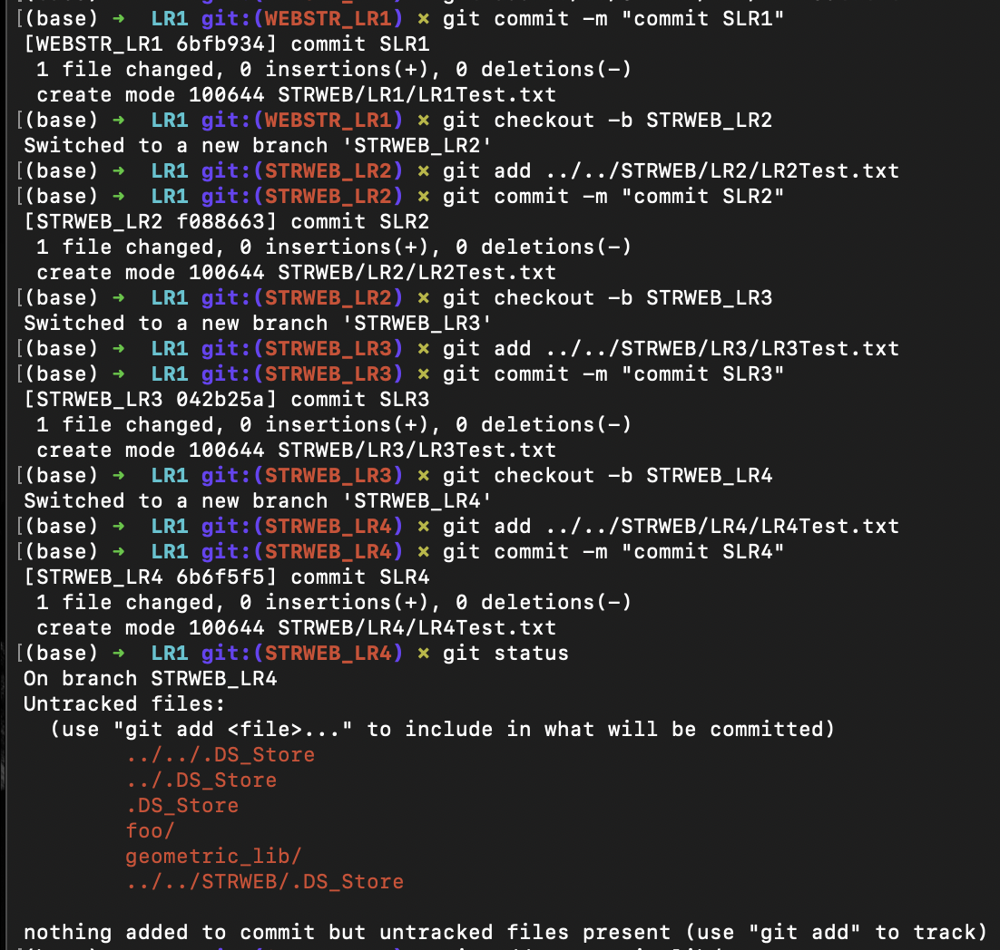 [(base) ➜  LR1 git:(WEBSTR_LR1) × git commit -m "commit SLR1"
[WEBSTR_LR1 6bfb934] commit SLR1
 1 file changed, 0 insertions(+), 0 deletions(-)
 create mode 100644 STRWEB/LR1/LR1Test.txt
[(base) ➜  LR1 git:(WEBSTR_LR1) × git checkout -b STRWEB_LR2
Switched to a new branch 'STRWEB_LR2'
[(base) ➜  LR1 git:(STRWEB_LR2) × git add ../../STRWEB/LR2/LR2Test.txt
[(base) ➜  LR1 git:(STRWEB_LR2) × git commit -m "commit SLR2"
[STRWEB_LR2 f088663] commit SLR2
 1 file changed, 0 insertions(+), 0 deletions(-)
 create mode 100644 STRWEB/LR2/LR2Test.txt
[(base) ➜  LR1 git:(STRWEB_LR2) × git checkout -b STRWEB_LR3
Switched to a new branch 'STRWEB_LR3'
[(base) ➜  LR1 git:(STRWEB_LR3) × git add ../../STRWEB/LR3/LR3Test.txt
[(base) ➜  LR1 git:(STRWEB_LR3) × git commit -m "commit SLR3"
[STRWEB_LR3 042b25a] commit SLR3
 1 file changed, 0 insertions(+), 0 deletions(-)
 create mode 100644 STRWEB/LR3/LR3Test.txt
[(base) ➜  LR1 git:(STRWEB_LR3) × git checkout -b STRWEB_LR4
Switched to a new branch 'STRWEB_LR4'
[(base) ➜  LR1 git:(STRWEB_LR4) × git add ../../STRWEB/LR4/LR4Test.txt
[(base) ➜  LR1 git:(STRWEB_LR4) × git commit -m "commit SLR4"
[STRWEB_LR4 6b6f5f5] commit SLR4
 1 file changed, 0 insertions(+), 0 deletions(-)
 create mode 100644 STRWEB/LR4/LR4Test.txt
[(base) ➜  LR1 git:(STRWEB_LR4) × git status
On branch STRWEB_LR4
Untracked files:
  (use "git add <file>..." to include in what will be committed)
        ../../.DS_Store
        ../.DS_Store
        .DS_Store
        foo/
        geometric_lib/
        ../../STRWEB/.DS_Store
nothing added to commit but untracked files present (use "git add" to track)